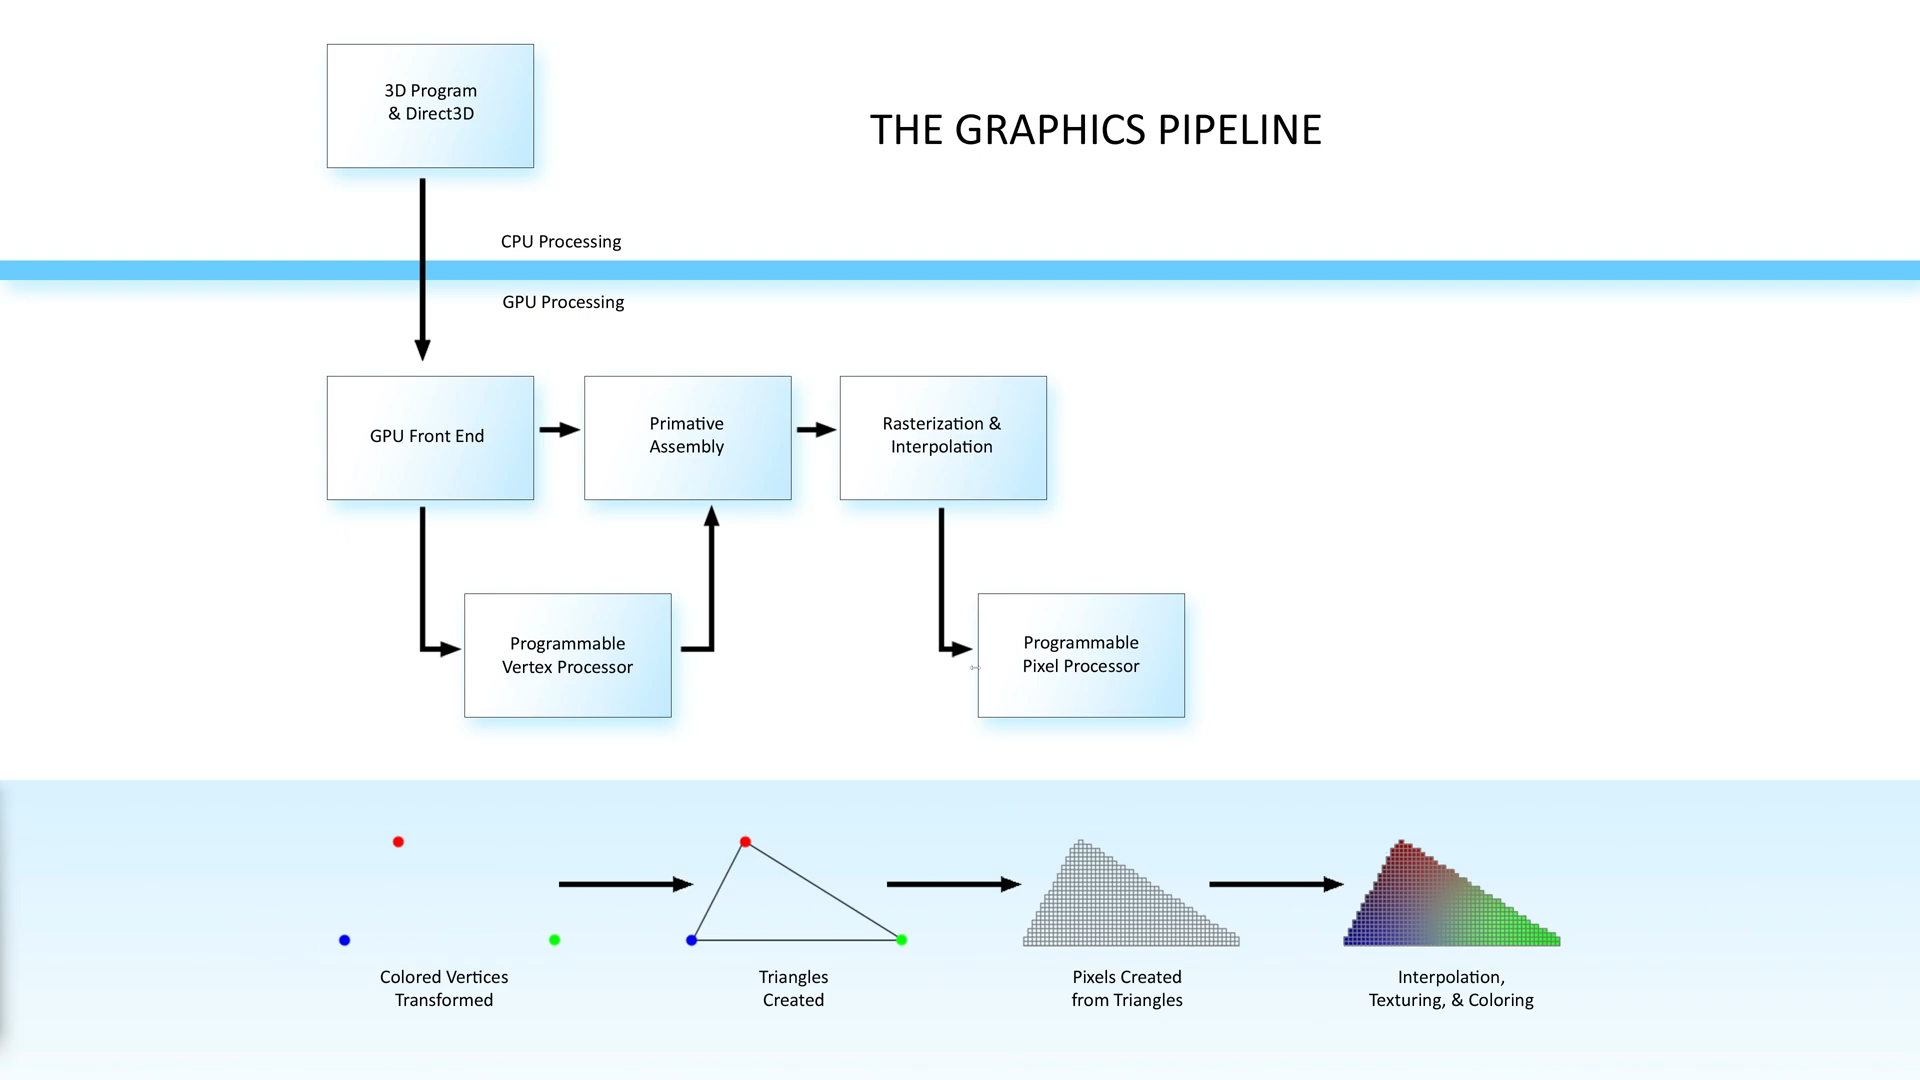 3D Program
& Direct3D
THE GRAPHICS PIPELINE
CPU Processing
GPU Processing
GPU Front End
Primative
Assembly
Rasterization &
Interpolation
Programmable
Vertex Processor
Programmable
Pixel Processor
Colored Vertices
Transformed
Triangles
Created
Pixels Created
from Triangles
Interpolation,
Texturing, & Coloring